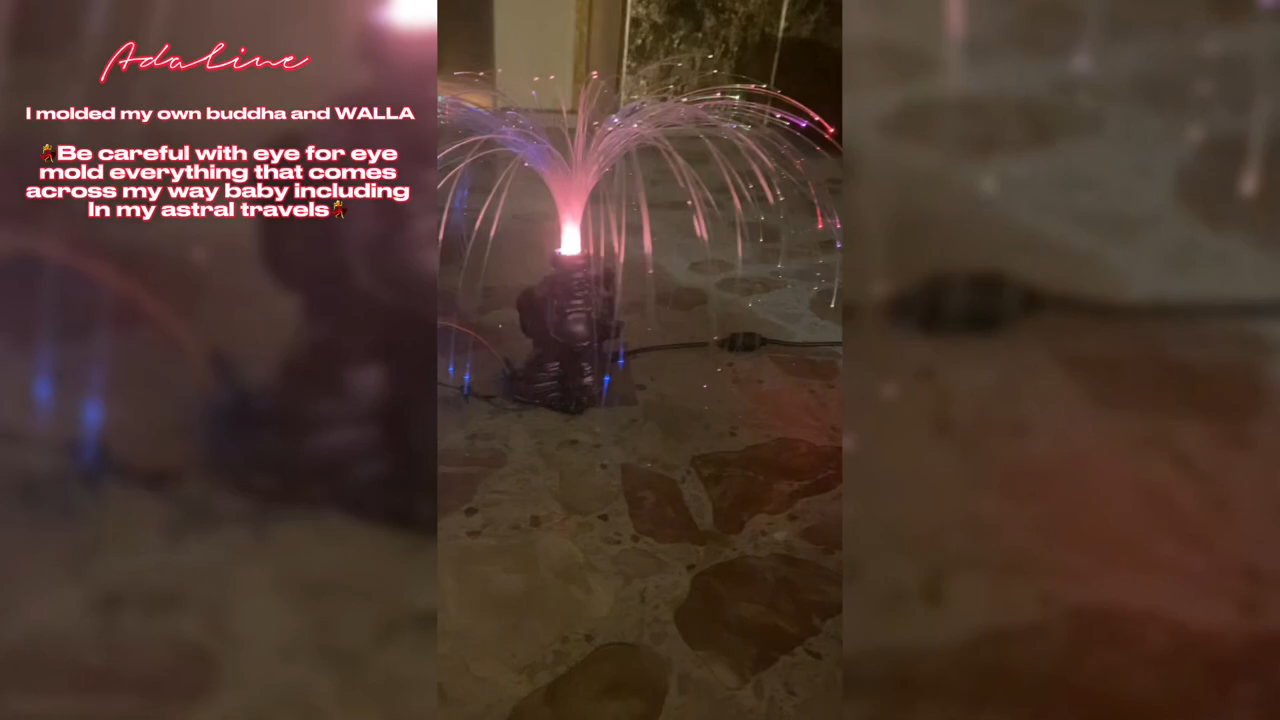 Adaline
I molded my own buddha and WALLA
💃Be careful with eye for eye
mold everything that comes
across my way baby including
In my astral travels💃